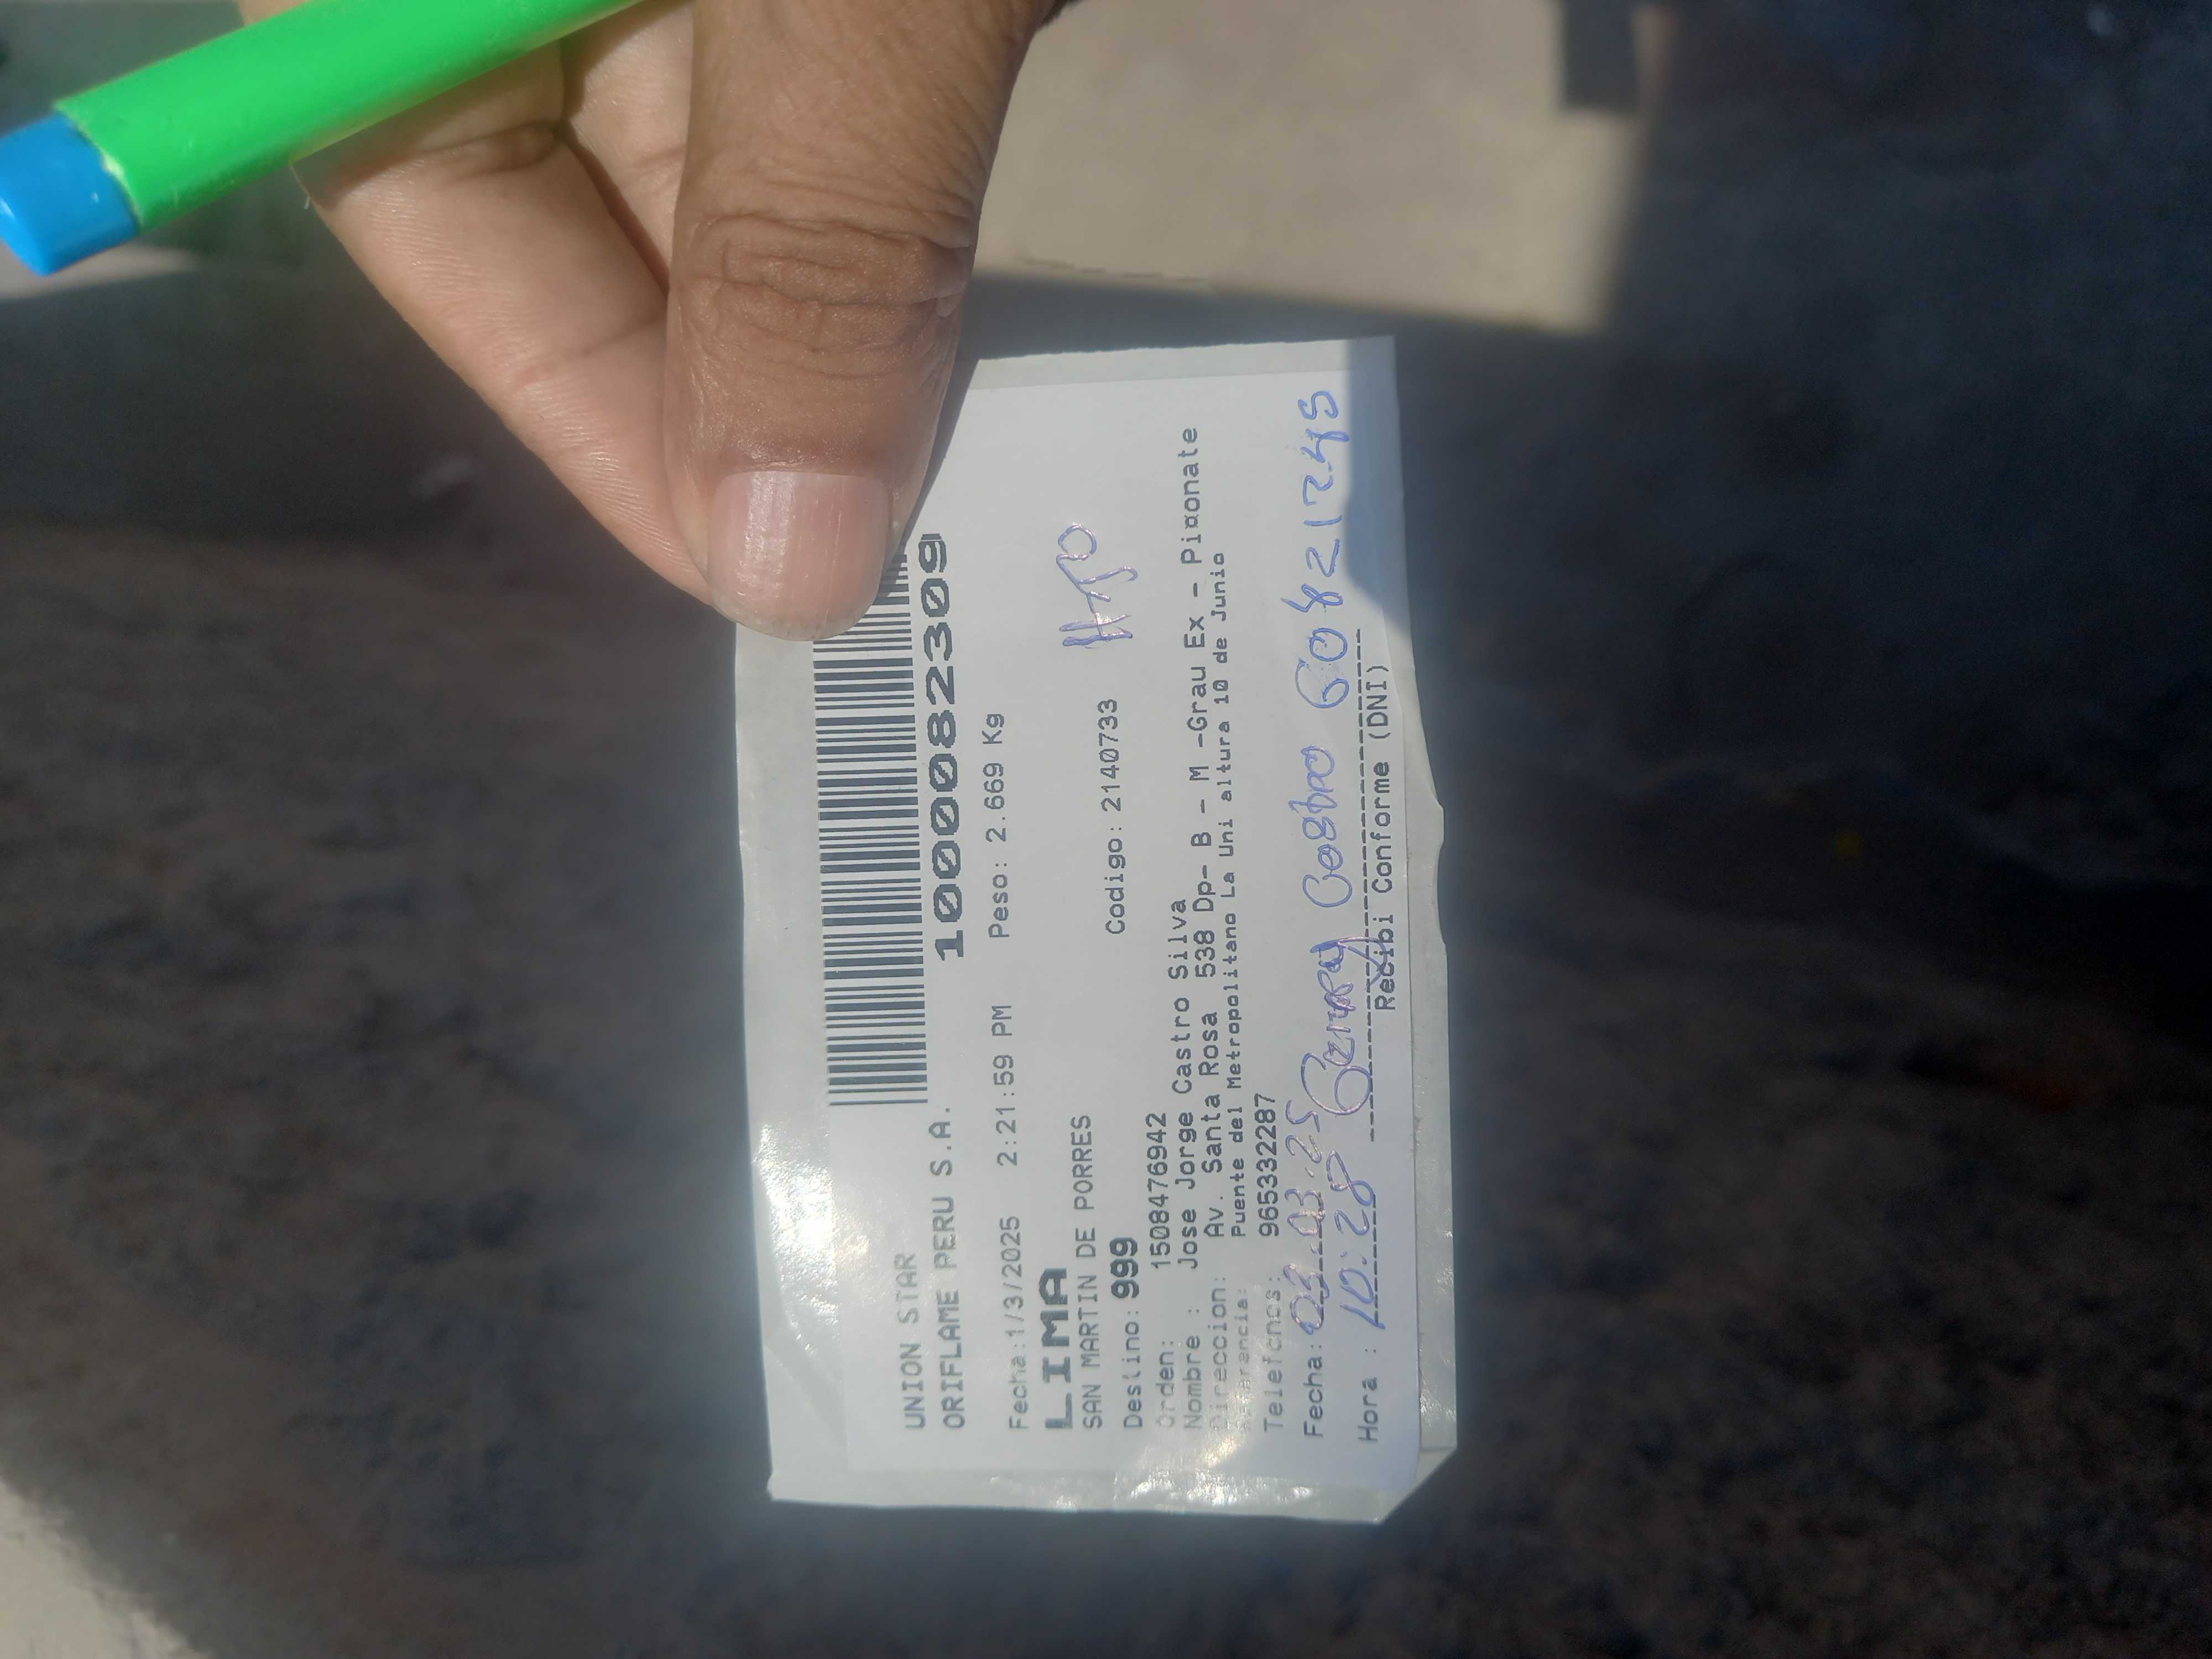 UNION STAR
ORIFLAME PERU S.A.
1000082309
Fecha:1/3/2025 2:21:59 PM Peso: 2.669 Kg
LIMA
SAN MARTIN DE PORRES
Destino: 999 Codigo: 2140733
Orden: 1508476942
Nombre : Jose Jorge Castro Silva
Direccion: Av. Santa Rosa 538 Dp- B - M -Grau Ex - Piñonate
Referencia: Puente del Metropolitano La Uni altura 10 de Junio
Telefonos: 965332287
Fecha: 03.03.25
Hora : 10:28 Castro
Recibi Conforme (DNI)